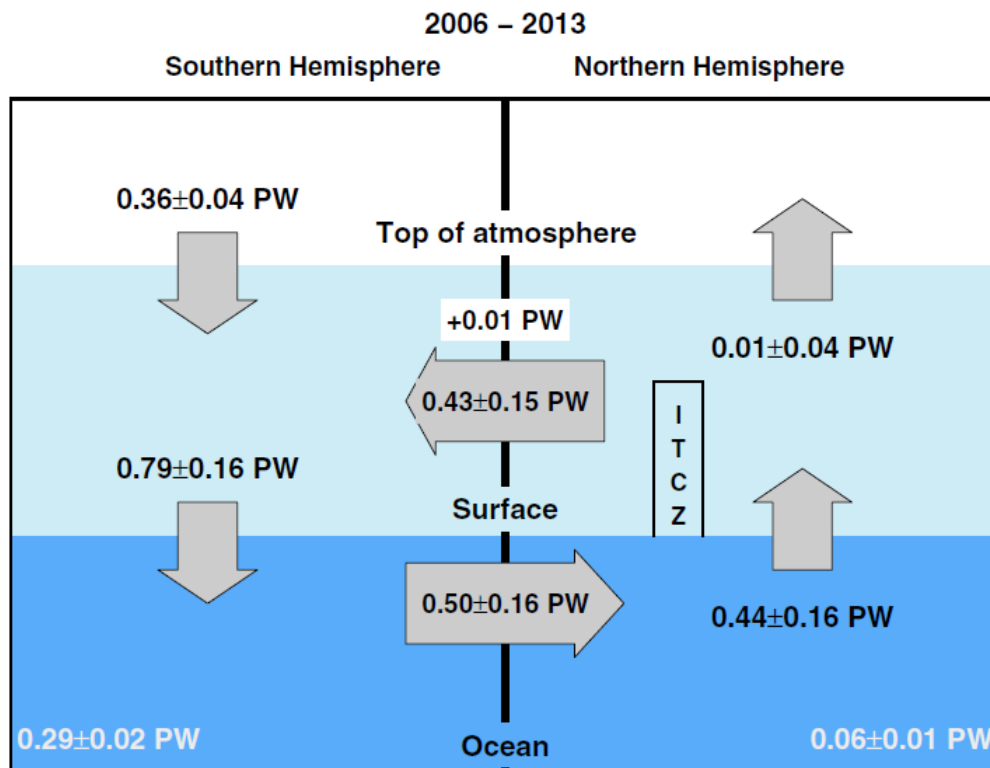 2006 – 2013
Southern Hemisphere
Northern Hemisphere
0.36±0.04 PW
Top of atmosphere
+0.01 PW
0.01±0.04 PW
0.43±0.15 PW
I
T
C
Z
0.79±0.16 PW
Surface
0.50±0.16 PW
0.44±0.16 PW
0.29±0.02 PW
Ocean
0.06±0.01 PW